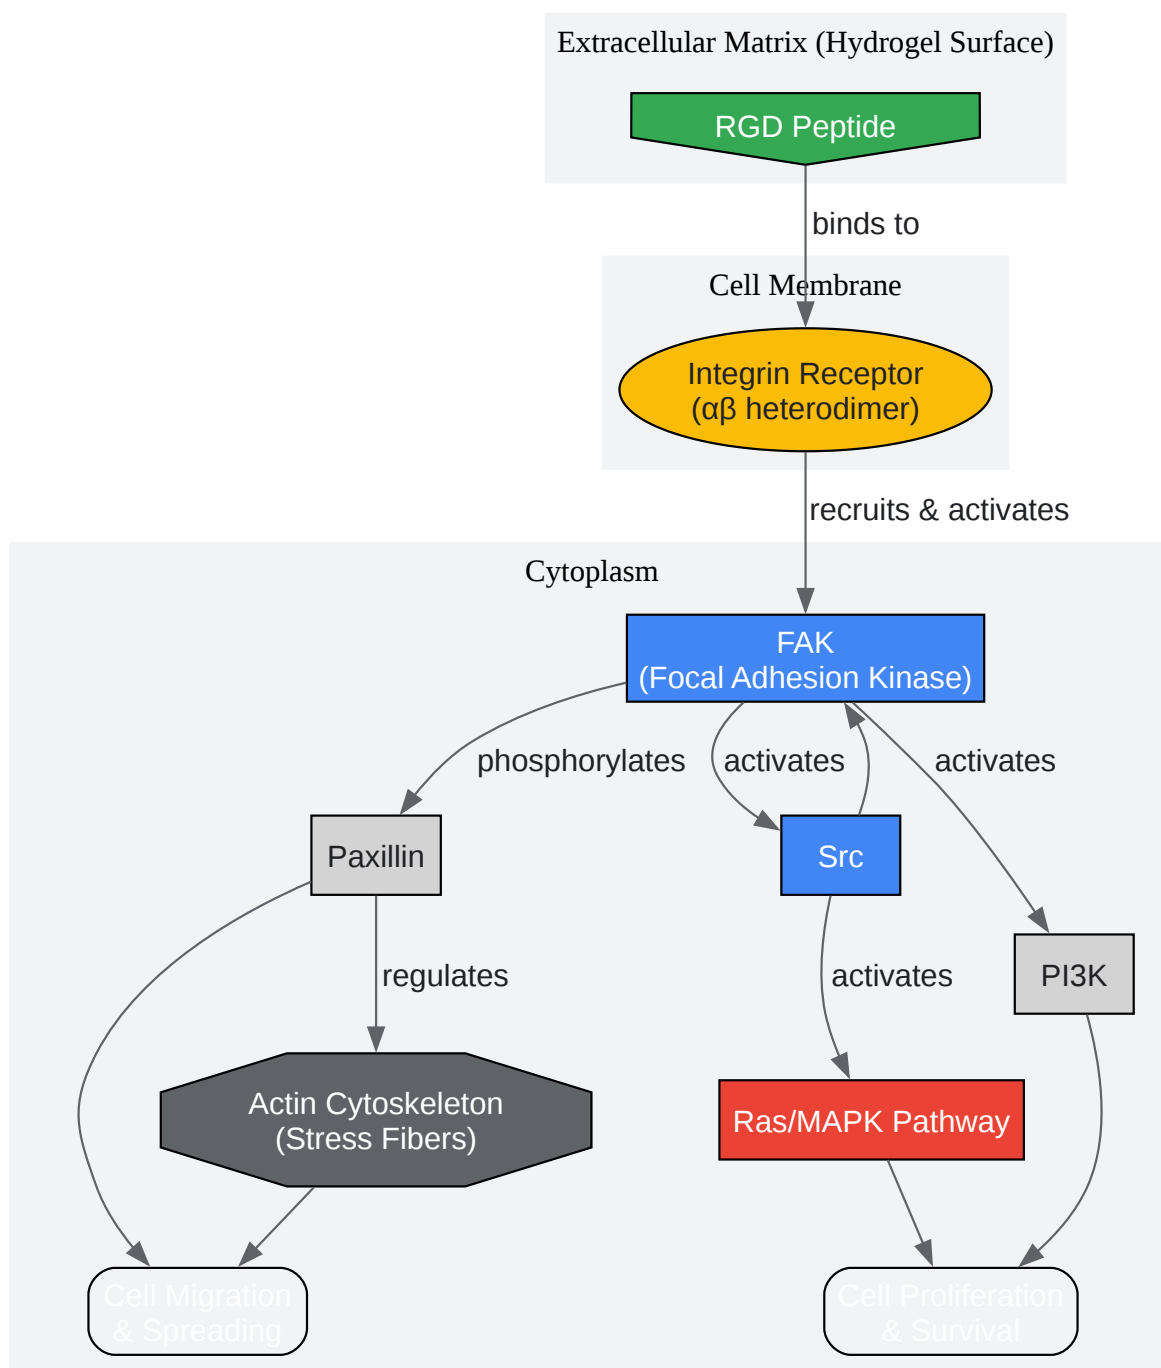 Extracellular Matrix (Hydrogel Surface)
RGD Peptide
binds to
Cell Membrane
Integrin Receptor
(αβ heterodimer)
recruits & activates
Cytoplasm
FAK
(Focal Adhesion Kinase)
phosphorylates
activates
activates
Paxillin
Src
regulates
activates
PI3K
Actin Cytoskeleton
(Stress Fibers)
Ras/MAPK Pathway
Cell Migration
& Spreading
Cell Proliferation
& Survival